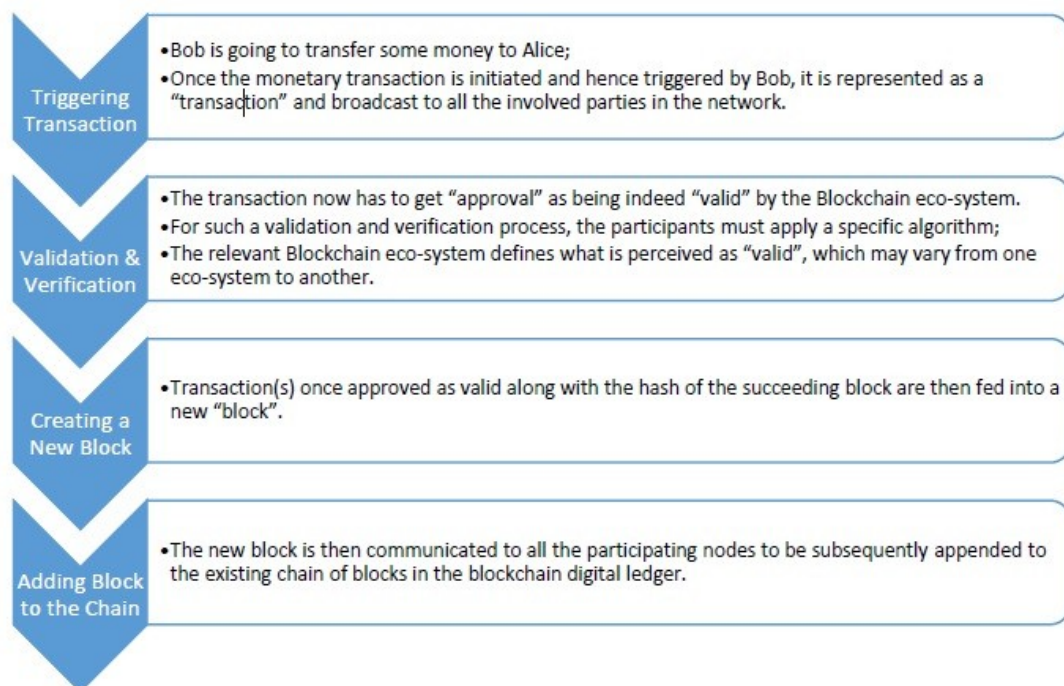 Triggering
Transaction
•Bob is going to transfer some money to Alice;
•Once the monetary transaction is initiated and hence triggered by Bob, it is represented as a
“transaction” and broadcast to all the involved parties in the network.
Validation &
Verification
•The transaction now has to get “approval” as being indeed “valid” by the Blockchain eco-system.
•For such a validation and verification process, the participants must apply a specific algorithm;
•The relevant Blockchain eco-system defines what is perceived as “valid”, which may vary from one
eco-system to another.
Creating a
New Block
•Transaction(s) once approved as valid along with the hash of the succeeding block are then fed into a
new “block”.
Adding Block
to the Chain
•The new block is then communicated to all the participating nodes to be subsequently appended to
the existing chain of blocks in the blockchain digital ledger.